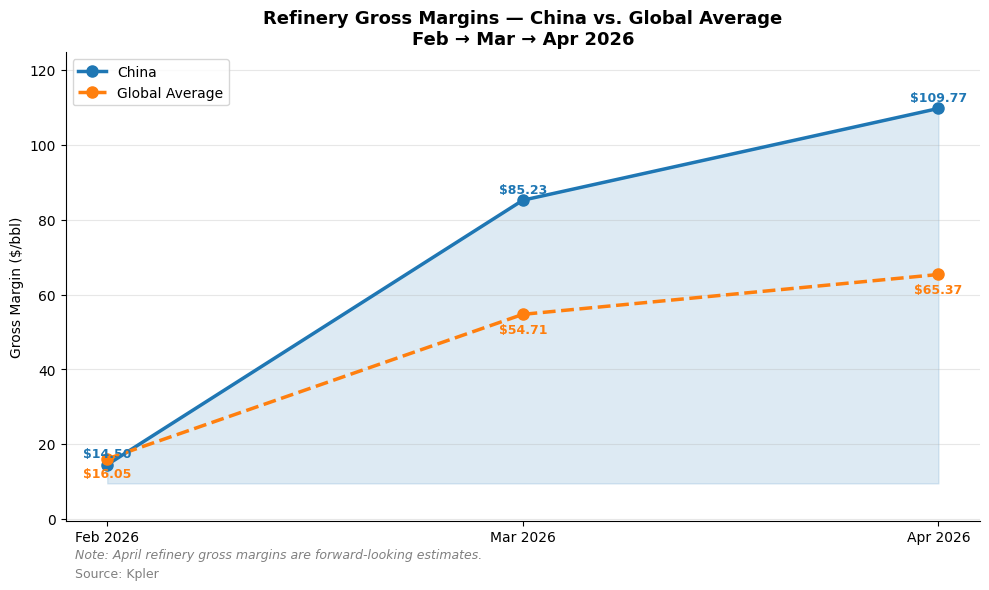 Refinery Gross Margins — China vs. Global Average
Feb → Mar → Apr 2026
China
Global Average
Gross Margin ($/bbl)
120
100
80
60
40
20
0
$14.50
$16.05
$85.23
$54.71
$109.77
$65.37
Feb 2026
Mar 2026
Apr 2026
Note: April refinery gross margins are forward-looking estimates.
Source: Kpler